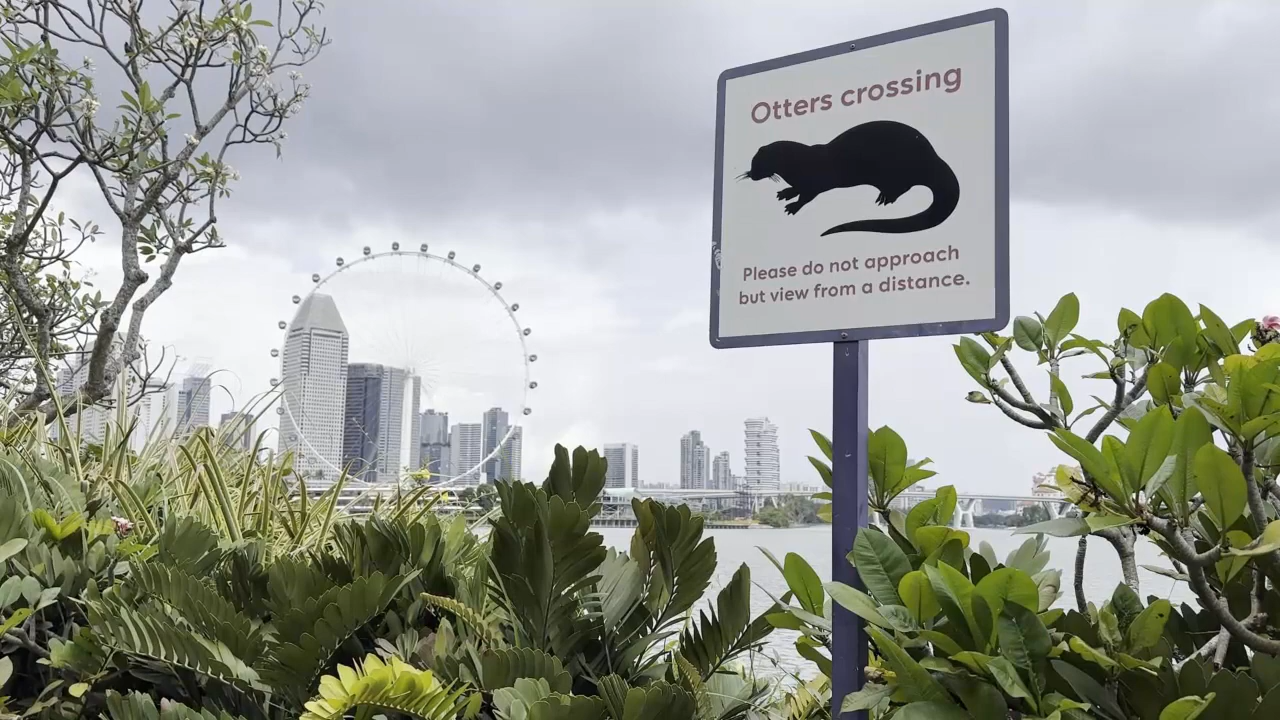 Otters crossing
Please do not approach
but view from a distance.